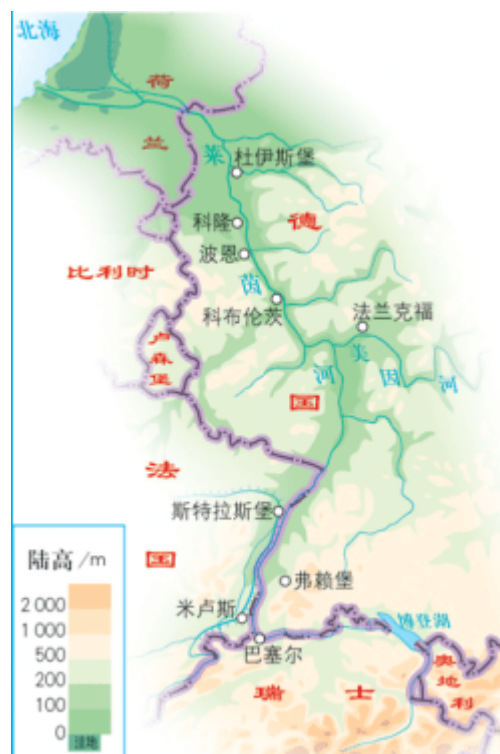 北海
荷
兰
莱
杜伊斯堡
科隆
德
波恩
比利时
茵
科布伦茨
法兰克福
卢森堡
河
美
因
河
国
法
斯特拉斯堡
陆高/m
国
弗赖堡
2 000
米卢斯
1 000
博登湖
巴塞尔
500
奥地利
200
瑞
士
100
0
洼地